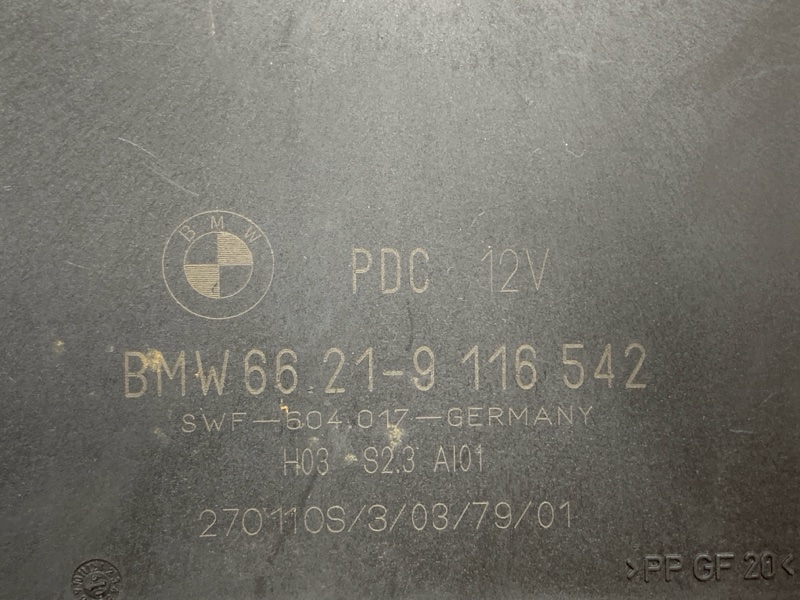 BMW
PDC 12V
BMW 66.21-9 116 542
SWF-604.017-GERMANY
H03 S2.3 AI01
270110S/3/03/79/01
>PP GF 20<